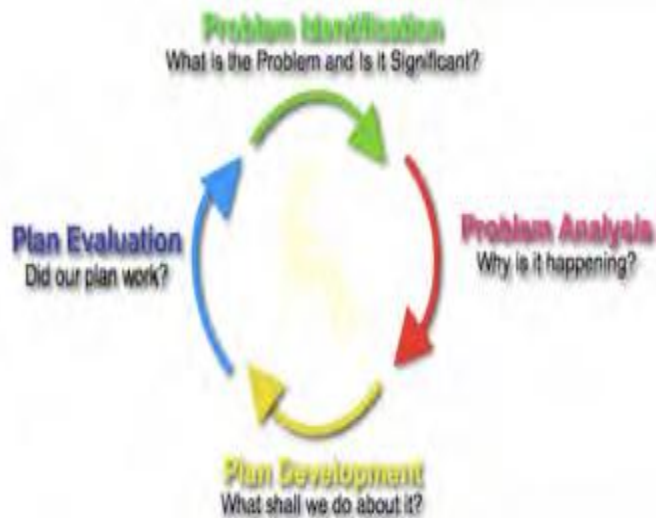 Problem Identification
What is the Problem and Is it Significant?
Problem Analysis
Why is it happening?
Plan Development
What shall we do about it?
Plan Evaluation
Did our plan work?